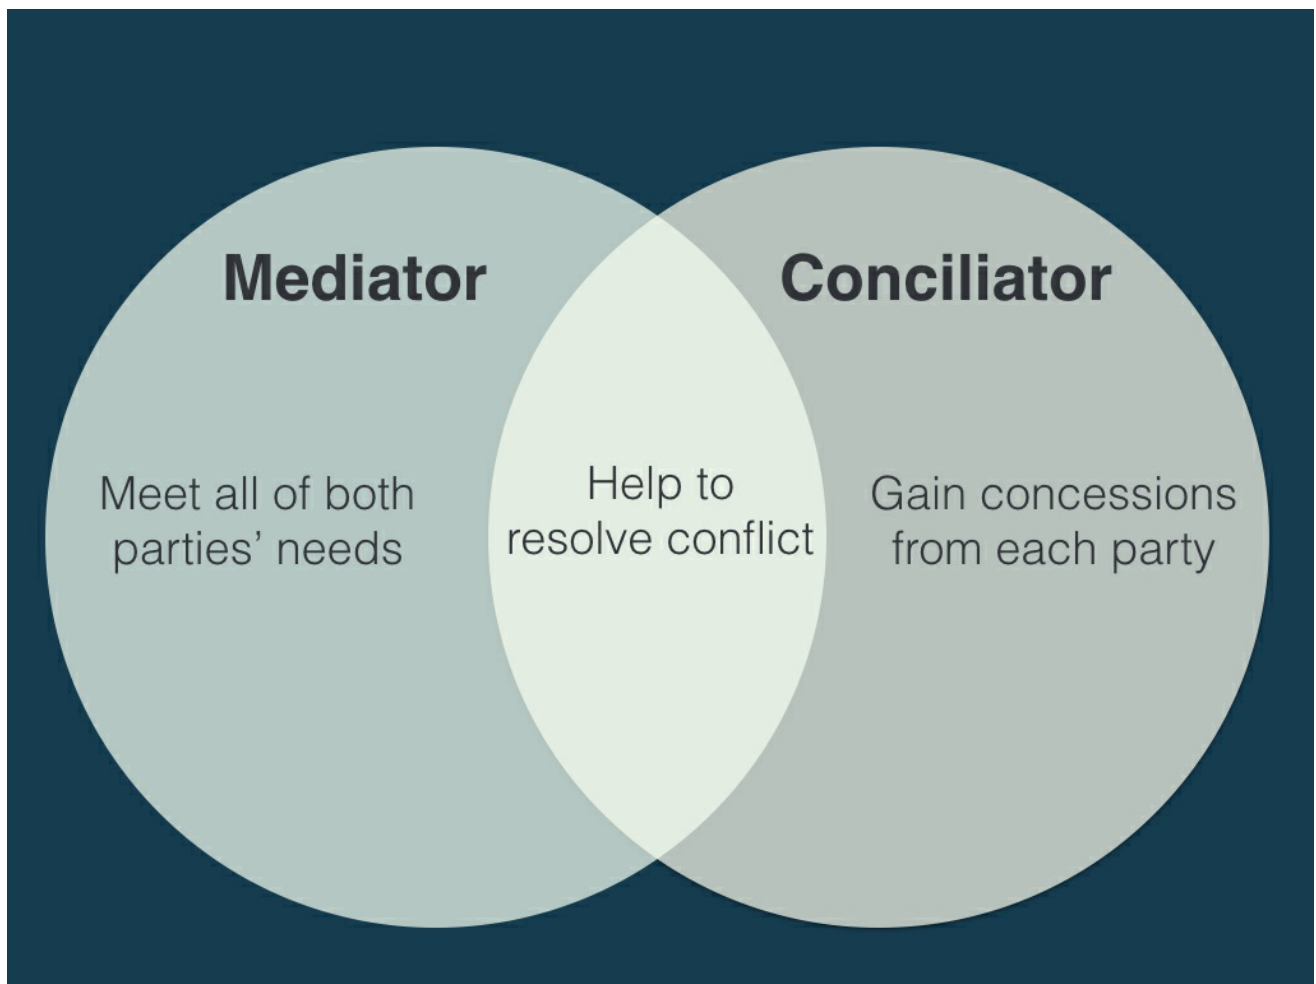 Mediator
Conciliator
Meet all of both
parties’ needs
Help to
resolve conflict
Gain concessions
from each party